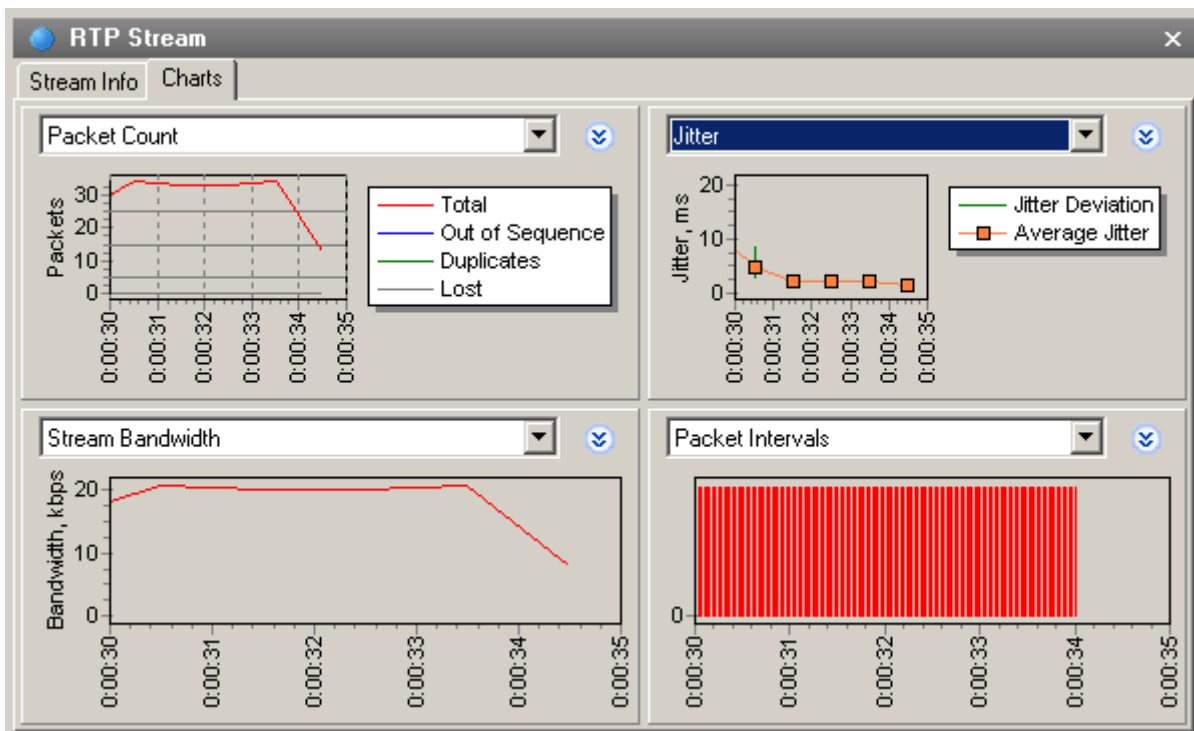 RTP Stream
Stream Info
Charts
Packet Count
Packets
30
20
10
0
0:00:30
0:00:31
0:00:32
0:00:33
0:00:34
0:00:35
Total
Out of Sequence
Duplicates
Lost
Jitter
Jitter, ms
20
10
0
0:00:30
0:00:31
0:00:32
0:00:33
0:00:34
0:00:35
Jitter Deviation
Average Jitter
Stream Bandwidth
Bandwidth, kbps
20
10
0
0:00:30
0:00:31
0:00:32
0:00:33
0:00:34
0:00:35
Packet Intervals
0
0:00:30
0:00:31
0:00:32
0:00:33
0:00:34
0:00:35